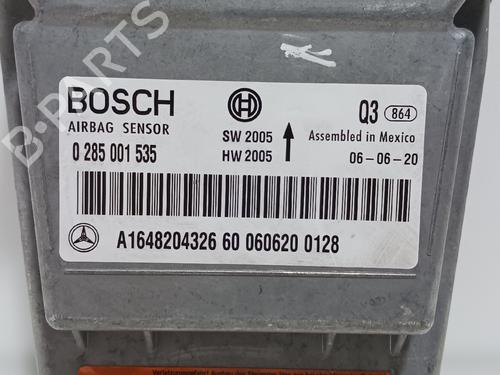 BOSCH
AIRBAG SENSOR
0 285 001 535
SW 2005
HW 2005
Q3 864
Assembled in Mexico
06-06-20
A1648204326 60 060620 0128
B-PARTS